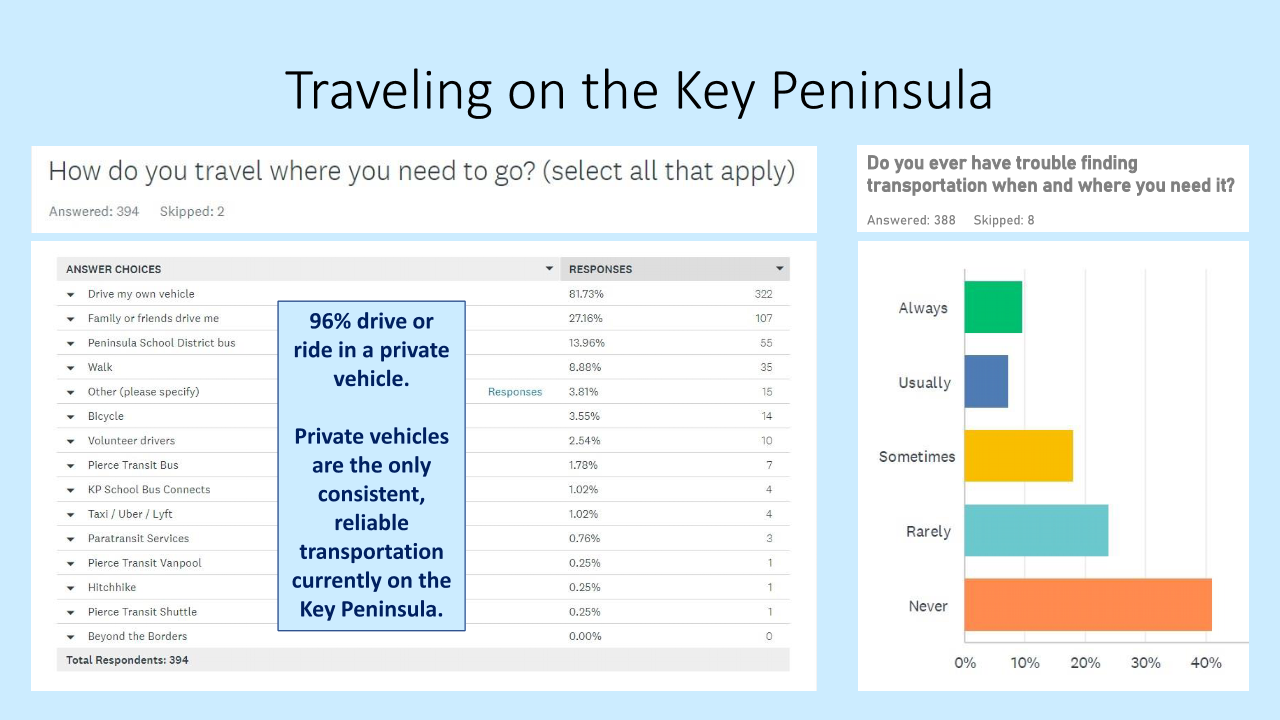 Traveling on the Key Peninsula
How do you travel where you need to go? (select all that apply)
Answered: 394 Skipped: 2
ANSWER CHOICES RESPONSES
Drive my own vehicle 81.73% 322
Family or friends drive me 27.16% 107
Peninsula School District bus 13.96% 55
Walk 8.88% 35
Other (please specify) Responses 3.81% 15
Bicycle 3.55% 14
Volunteer drivers 2.54% 10
Pierce Transit Bus 1.78% 7
KP School Bus Connects 1.02% 4
Taxi / Uber / Lyft 1.02% 4
Paratransit Services 0.76% 3
Pierce Transit Vanpool 0.25% 1
Hitchhike 0.25% 1
Pierce Transit Shuttle 0.25% 1
Beyond the Borders 0.00% 0
Total Respondents: 394
96% drive or
ride in a private
vehicle.
Private vehicles
are the only
consistent,
reliable
transportation
currently on the
Key Peninsula.
Do you ever have trouble finding
transportation when and where you need it?
Answered: 388 Skipped: 8
Always
Usually
Sometimes
Rarely
Never
0% 10% 20% 30% 40%